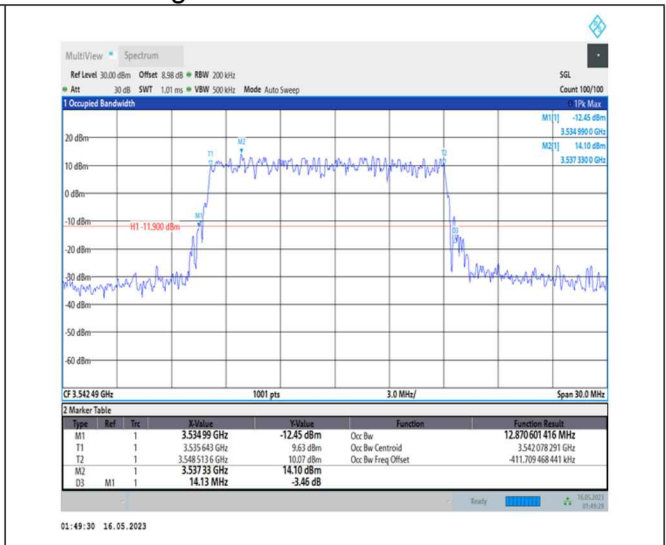 MultiView Spectrum
Ref Level 30.00 dBm Offset 8.98 dB RBW 200 kHz SGL
Att 30 dB SWT 1.01 ms VBW 500 kHz Mode Auto Sweep Count 100/100
1 Occupied Bandwidth 1Pk Max
M1[1] -12.45 dBm
3.534 990 0 GHz
M2[1] 14.10 dBm
3.537 330 0 GHz
20 dBm
M2
T1 T2
10 dBm
0 dBm
M1
-10 dBm
H1 -11.900 dBm
D3
-20 dBm
-30 dBm
-40 dBm
-50 dBm
-60 dBm
CF 3.542 49 GHz 1001 pts 3.0 MHz/ Span 30.0 MHz
2 Marker Table
Type Ref Trc X-Value Y-Value Function Function Result
M1 1 3.534 99 GHz -12.45 dBm Occ Bw 12.870 601 416 MHz
T1 1 3.535 643 GHz 9.63 dBm Occ Bw Centroid 3.542 078 291 GHz
T2 1 3.548 513 6 GHz 10.07 dBm Occ Bw Freq Offset -411.709 468 441 kHz
M2 1 3.537 33 GHz 14.10 dBm
D3 M1 1 14.13 MHz -3.46 dB
Ready 16.05.2023
01:49:29
01:49:30 16.05.2023